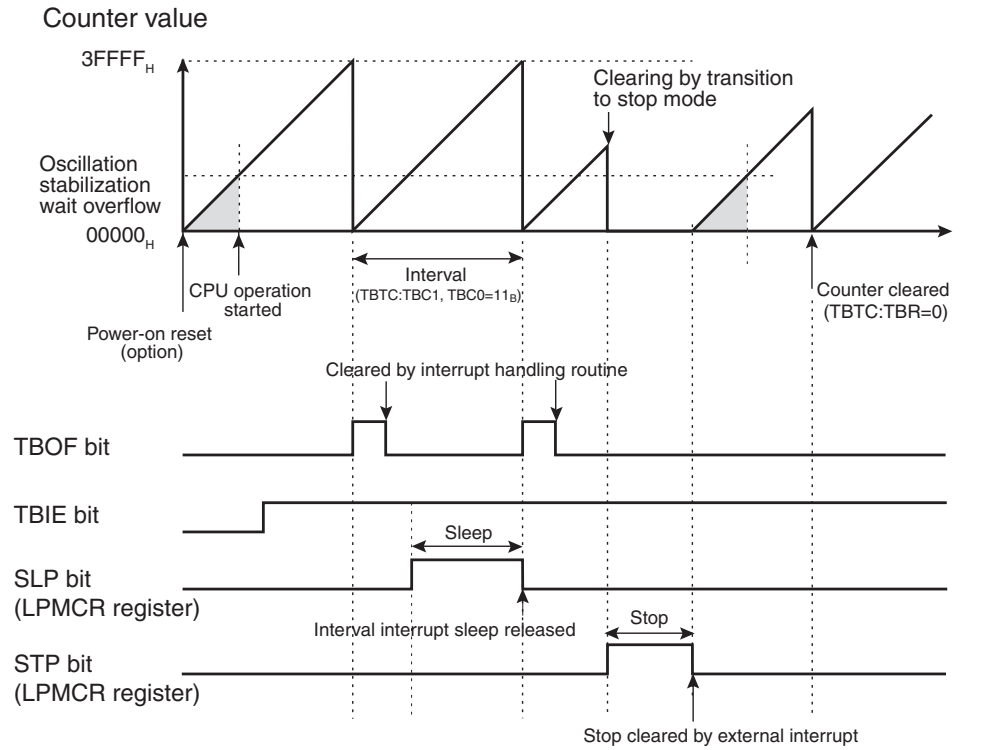 Counter value
3FFFFH
Clearing by transition
to stop mode
Oscillation
stabilization
wait overflow
00000H
CPU operation
started
Interval
(TBTC:TBC1, TBC0=11B)
Counter cleared
(TBTC:TBR=0)
Power-on reset
(option)
Cleared by interrupt handling routine
TBOF bit
TBIE bit
Sleep
SLP bit
(LPMCR register)
Interval interrupt sleep released
Stop
STP bit
(LPMCR register)
Stop cleared by external interrupt